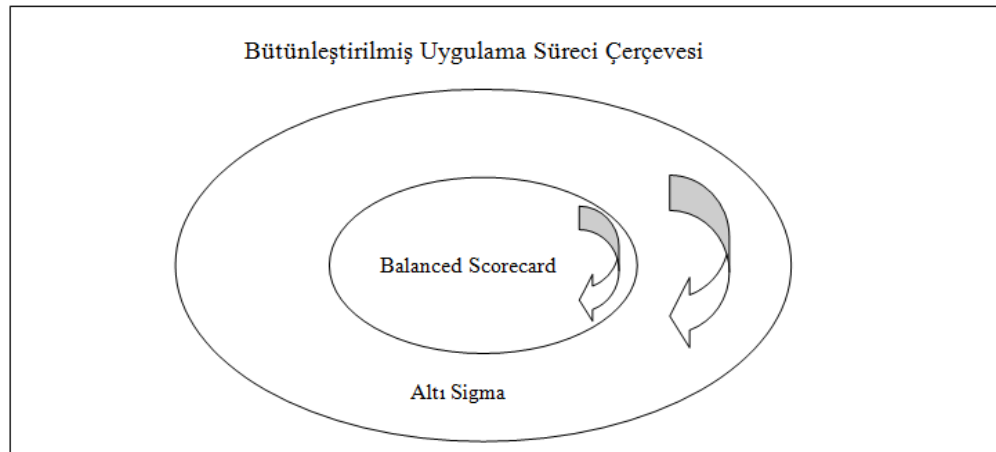 Bütünleştirilmiş Uygulama Süreci Çerçevesi
Balanced Scorecard
Altı Sigma